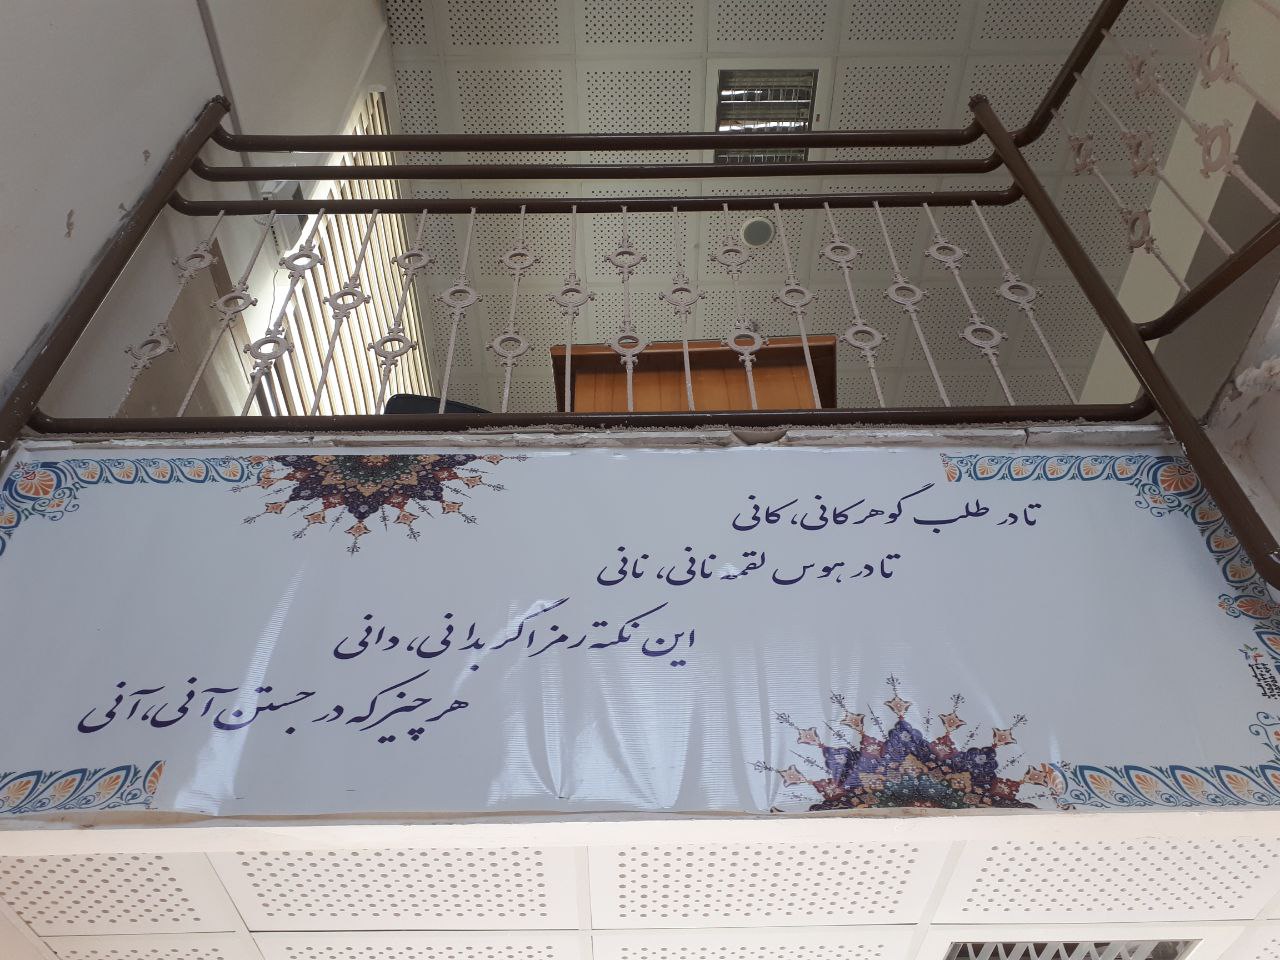 تا در طلب گوهر کانی، کانی
تا در هوس لقمه نانی، نانی
این نکته رمز اگر بدانی، دانی
هر چیز که در جستن آنی، آنی